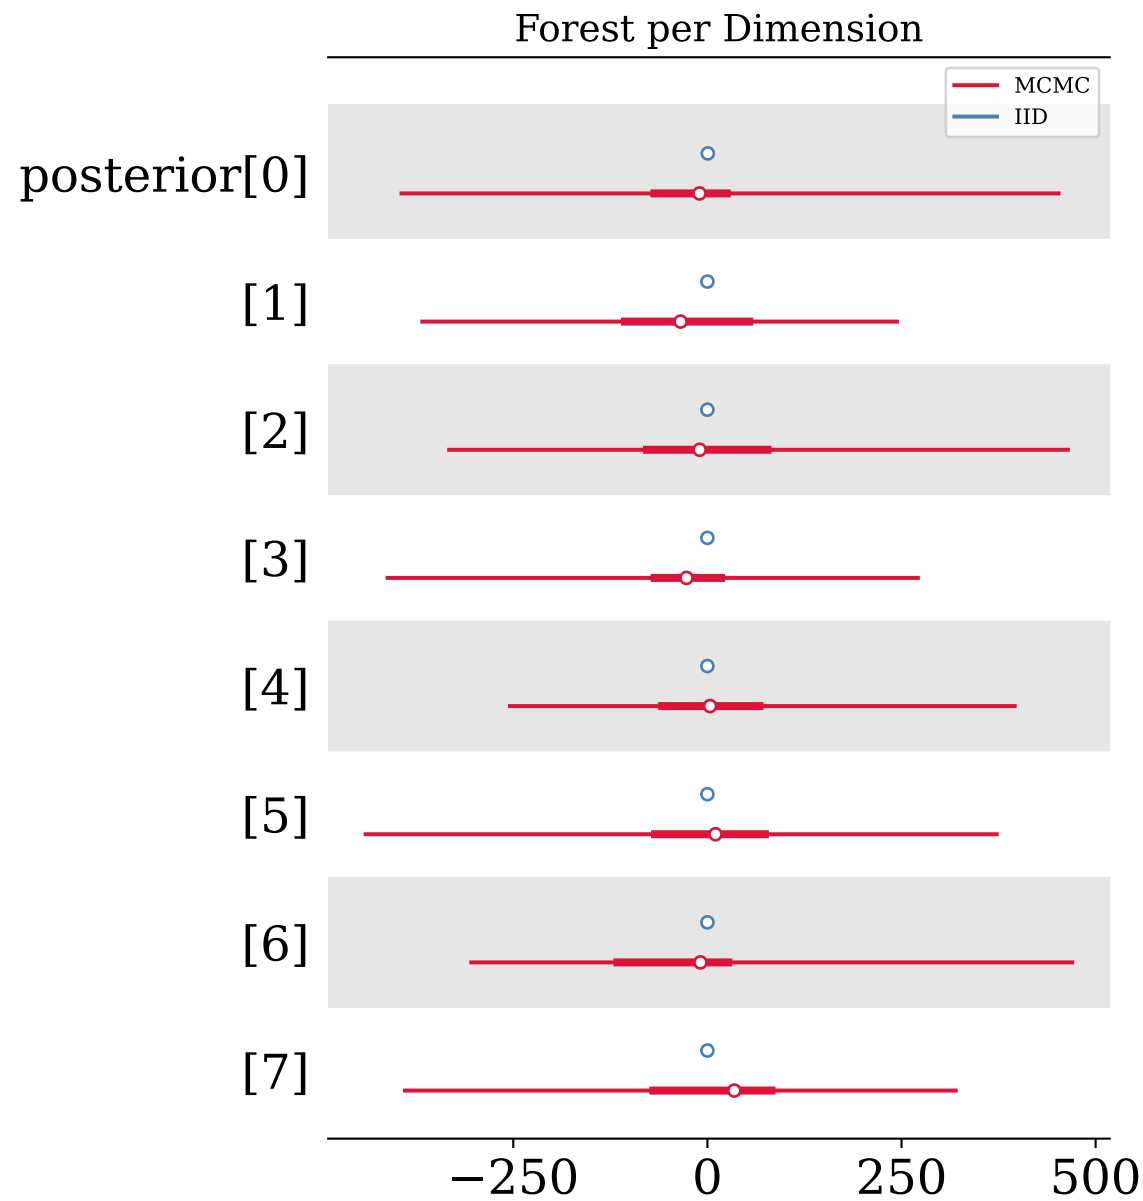 Forest per Dimension
MCMC
IID
posterior[0]
[1]
[2]
[3]
[4]
[5]
[6]
[7]
−250 0 250 500